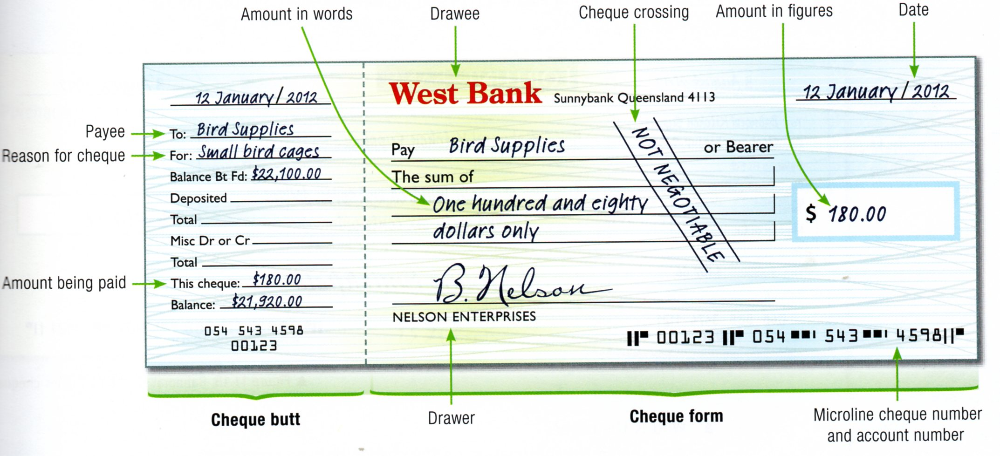 Amount in words
Drawee
Cheque crossing
Amount in figures
Date
12 January / 2012
Payee
To: Bird Supplies
Reason for cheque
For: Small bird cages
Balance Bt Fd: $22,100.00
Deposited
Total
Misc Dr or Cr
Total
Amount being paid
This cheque: $180.00
Balance: $21,920.00
054 543 4598
00123
West Bank Sunnybank Queensland 4113
12 January / 2012
Pay Bird Supplies or Bearer
The sum of
One hundred and eighty
dollars only
NOT NEGOTIABLE
$ 180.00
B. Nelson
NELSON ENTERPRISES
00123 054 543 4598
Cheque butt
Drawer
Cheque form
Microline cheque number
and account number